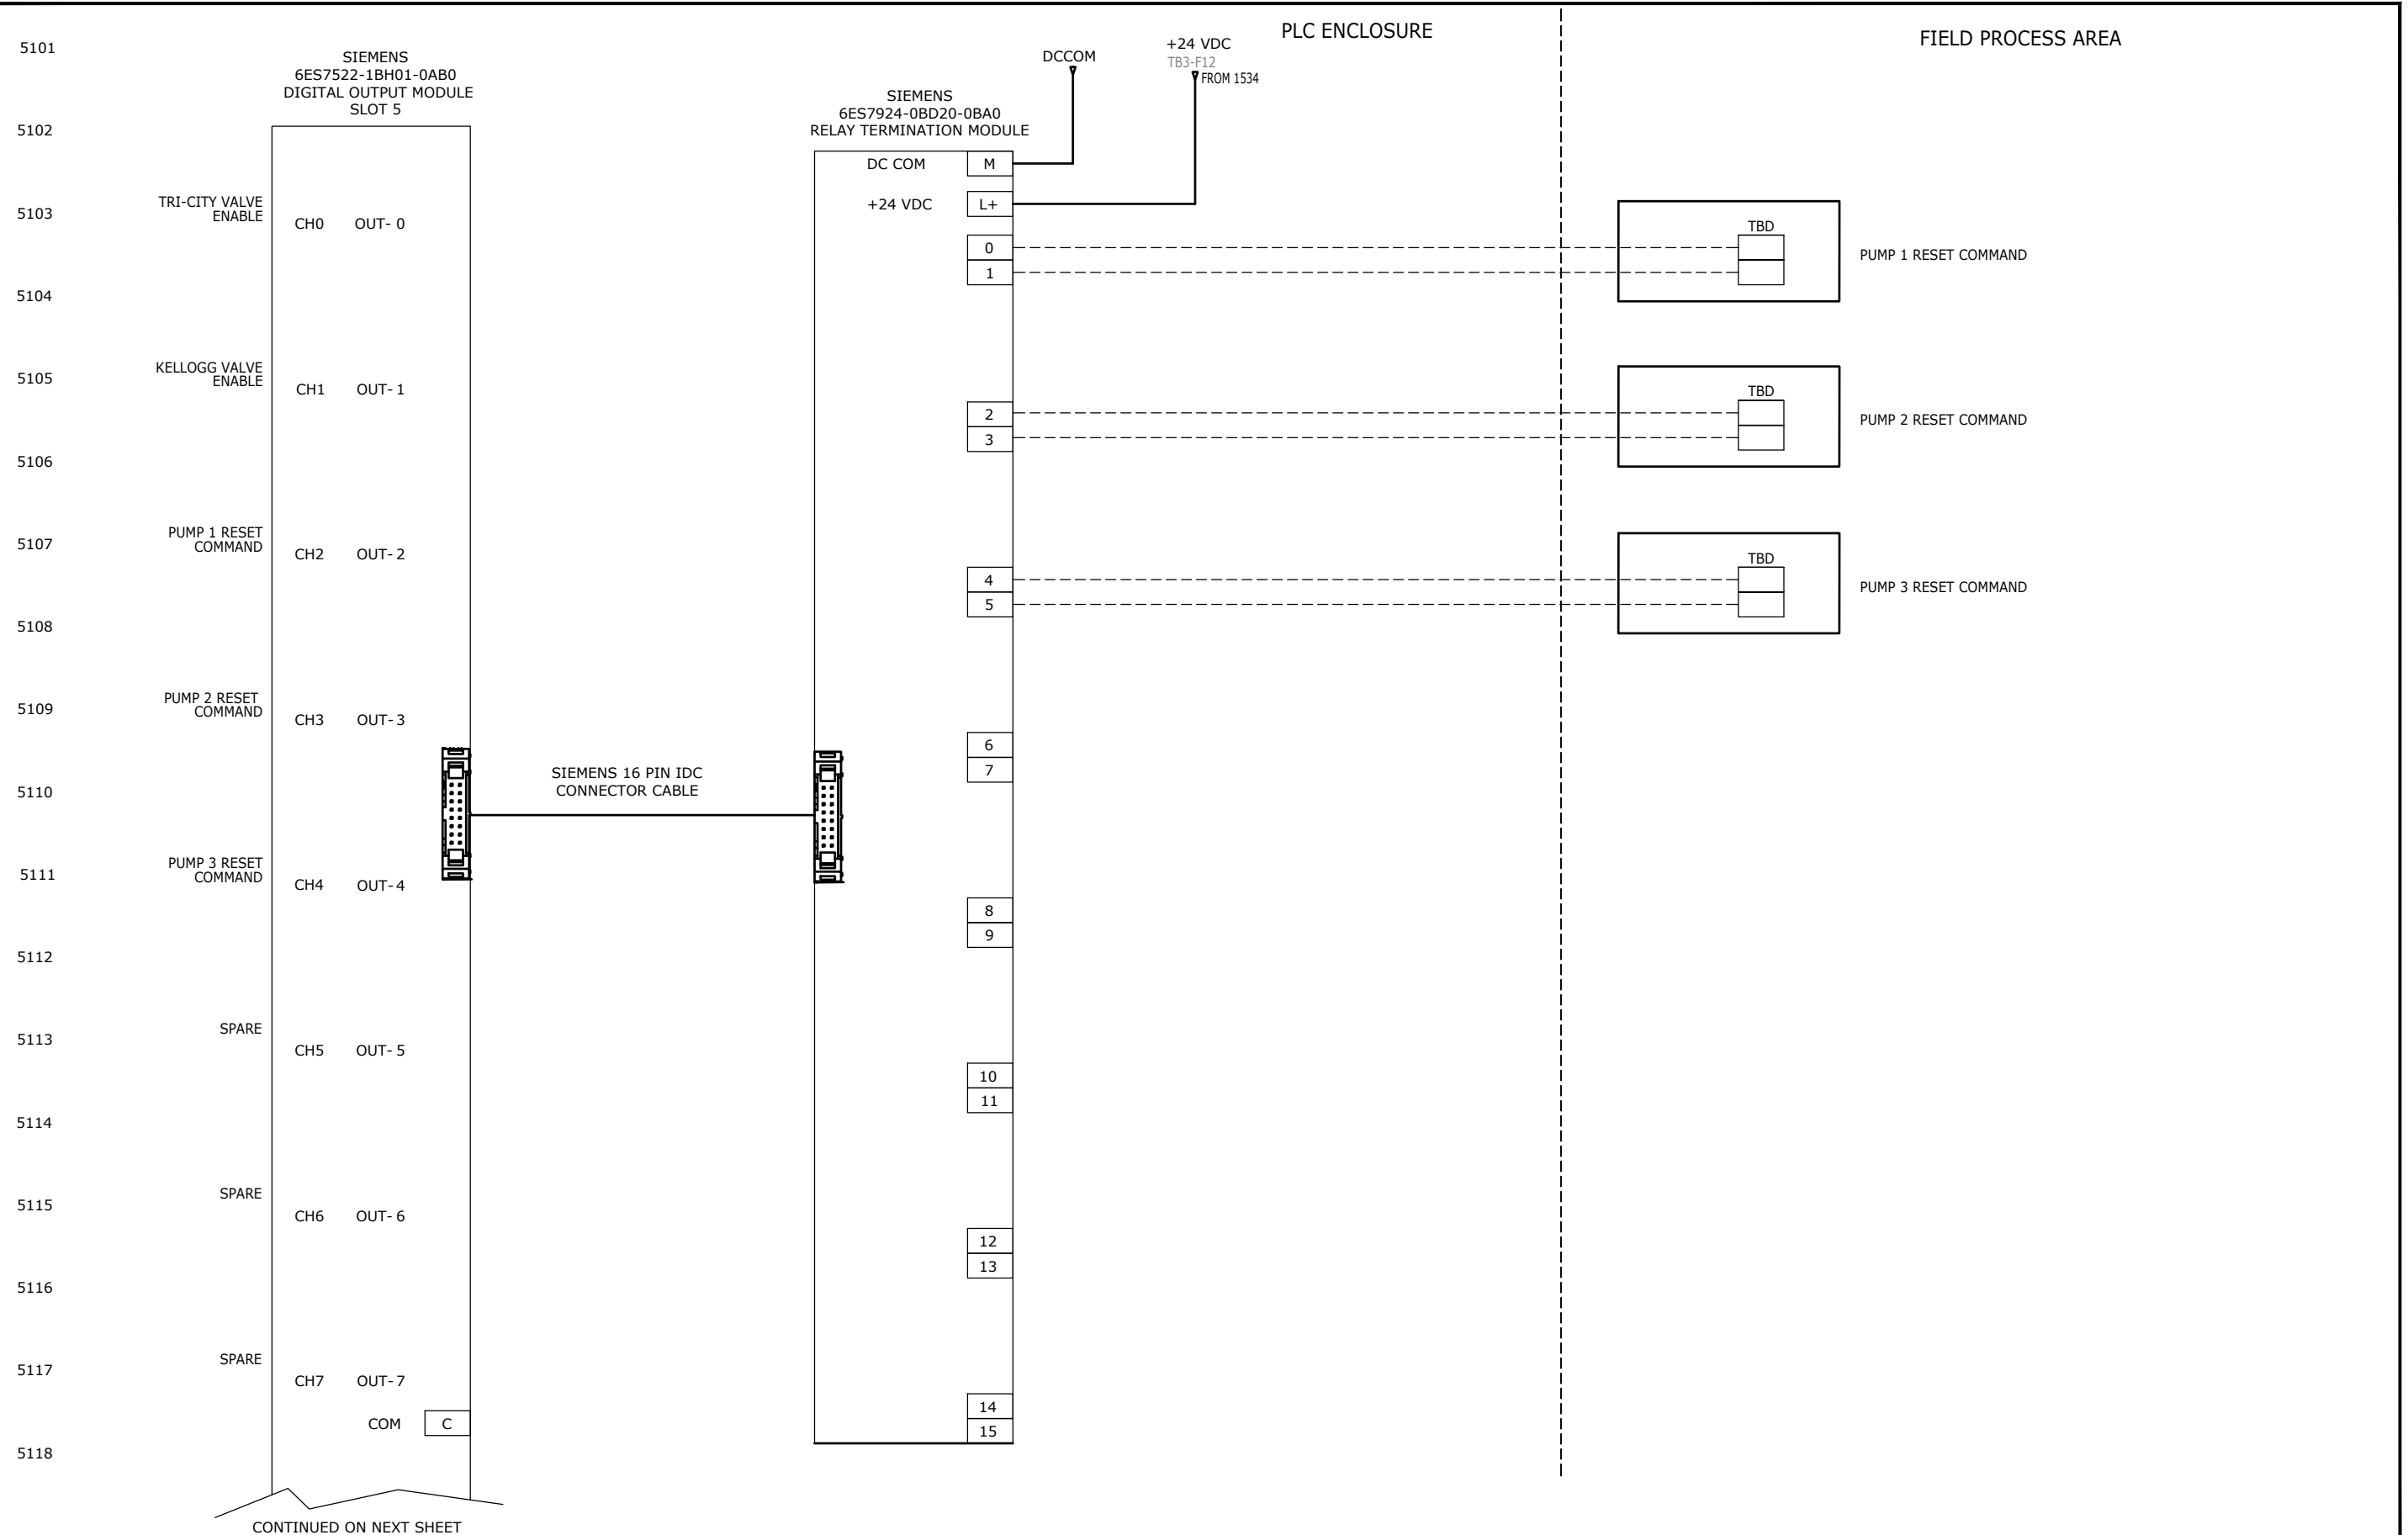 PLC ENCLOSURE
FIELD PROCESS AREA
5101
SIEMENS
6ES7522-1BH01-0AB0
DIGITAL OUTPUT MODULE
SLOT 5
DCCOM
+24 VDC
TB3-F12
FROM 1534
SIEMENS
6ES7924-0BD20-0BA0
RELAY TERMINATION MODULE
5102
DC COM
M
5103
TRI-CITY VALVE
ENABLE
CH0 OUT- 0
+24 VDC
L+
0
1
TBD
PUMP 1 RESET COMMAND
5104
5105
KELLOGG VALVE
ENABLE
CH1 OUT- 1
2
3
TBD
PUMP 2 RESET COMMAND
5106
5107
PUMP 1 RESET
COMMAND
CH2 OUT- 2
4
5
TBD
PUMP 3 RESET COMMAND
5108
5109
PUMP 2 RESET
COMMAND
CH3 OUT- 3
6
7
SIEMENS 16 PIN IDC
CONNECTOR CABLE
5110
5111
PUMP 3 RESET
COMMAND
CH4 OUT- 4
8
9
5112
5113
SPARE
CH5 OUT- 5
10
11
5114
5115
SPARE
CH6 OUT- 6
12
13
5116
5117
SPARE
CH7 OUT- 7
COM C
14
15
5118
CONTINUED ON NEXT SHEET